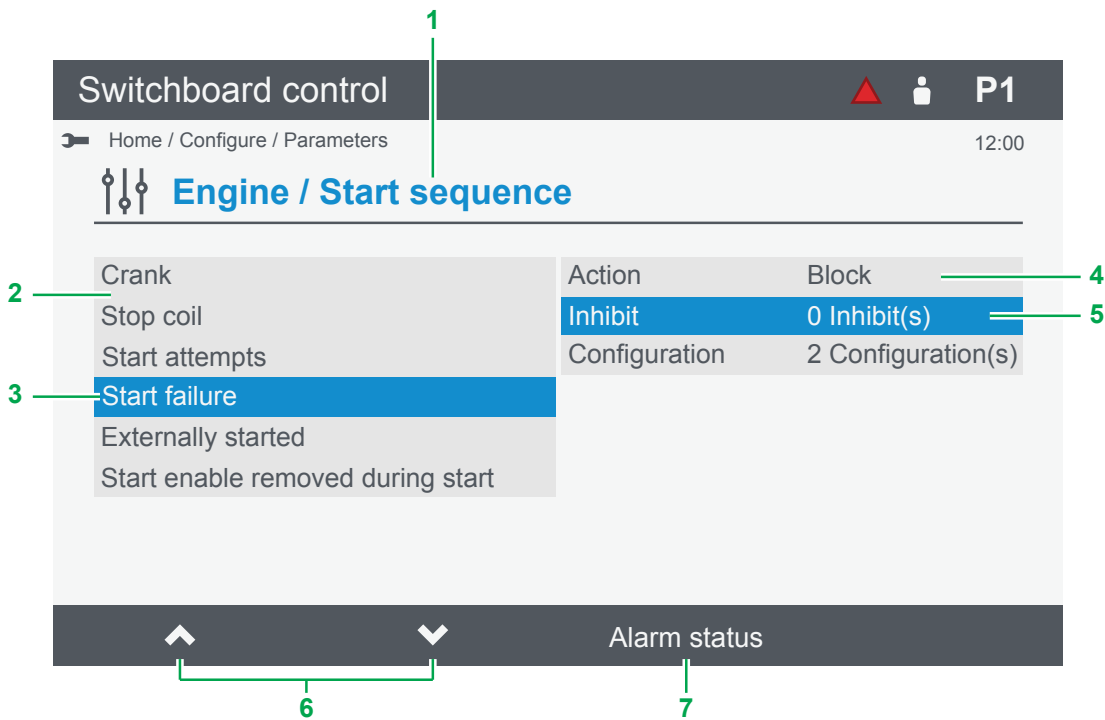 1
Switchboard control P1
Home / Configure / Parameters 12:00
Engine / Start sequence
Crank Action Block 4
2
Stop coil Inhibit 0 Inhibit(s) 5
Start attempts Configuration 2 Configuration(s)
3 Start failure
Externally started
Start enable removed during start
Alarm status
6 7